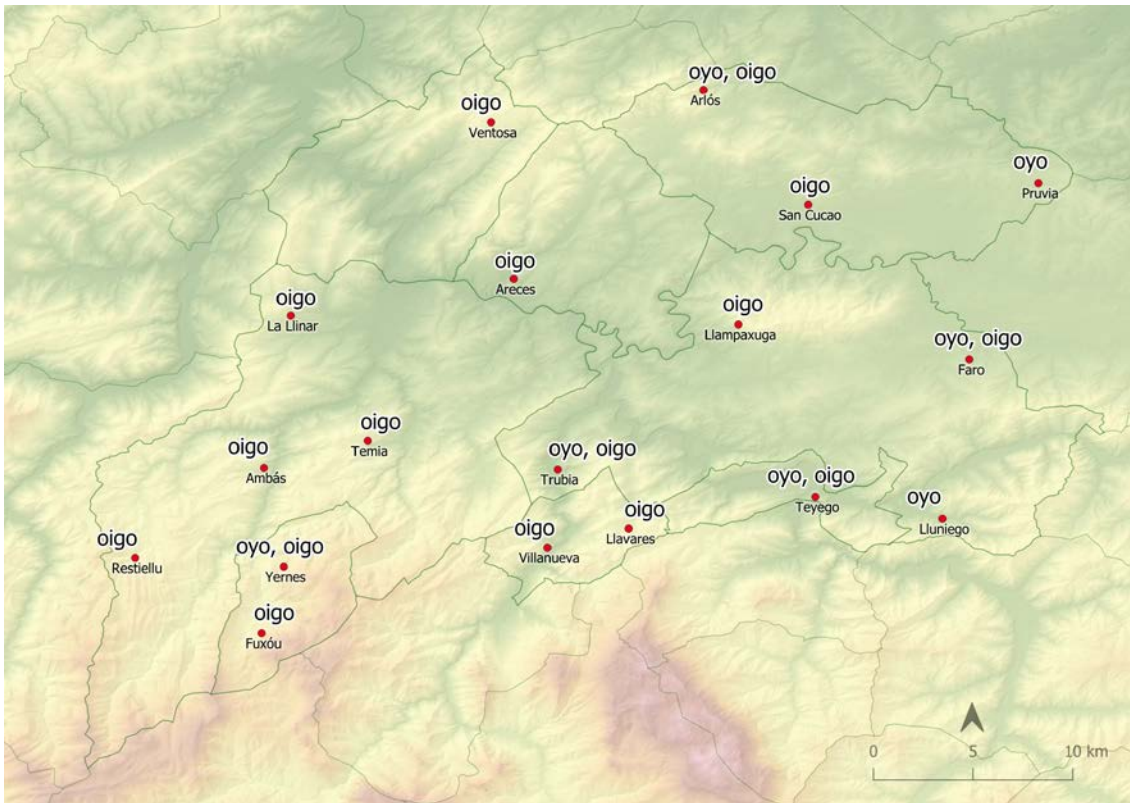 oyo, oigo
Arlós
oigo
Ventosa
oyo
Pruvia
oigo
San Cucao
oigo
Areces
oigo
La Llinar
oigo
Llampaxuga
oyo, oigo
Faro
oigo
Temia
oigo
Ambás
oyo, oigo
Trubia
oyo, oigo
Teyego
oyo
Lluniego
oigo
Llavares
oigo
Villanueva
oigo
Restiellu
oyo, oigo
Yernes
oigo
Fuxóu
0 5 10 km